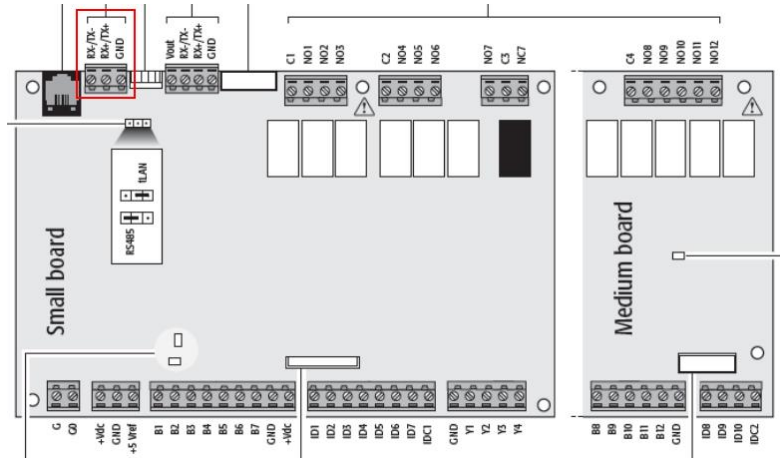 RX-/TX-
RX+/TX+
GND
Vout
RX-/TX-
RX+/TX+
GND
C1
NO1
NO2
NO3
C2
NO4
NO5
NO6
NO7
C3
NC7
C4
NO8
NO9
NO10
NO11
NO12
tLAN
RS485
Small board
Medium board
G
G0
+Vdc
GND
+5 Vref
B1
B2
B3
B4
B5
B6
B7
GND
+Vdc
ID1
ID2
ID3
ID4
ID5
ID6
ID7
IDC1
GND
Y1
Y2
Y3
Y4
B8
B9
B10
B11
B12
GND
ID8
ID9
ID10
IDC2